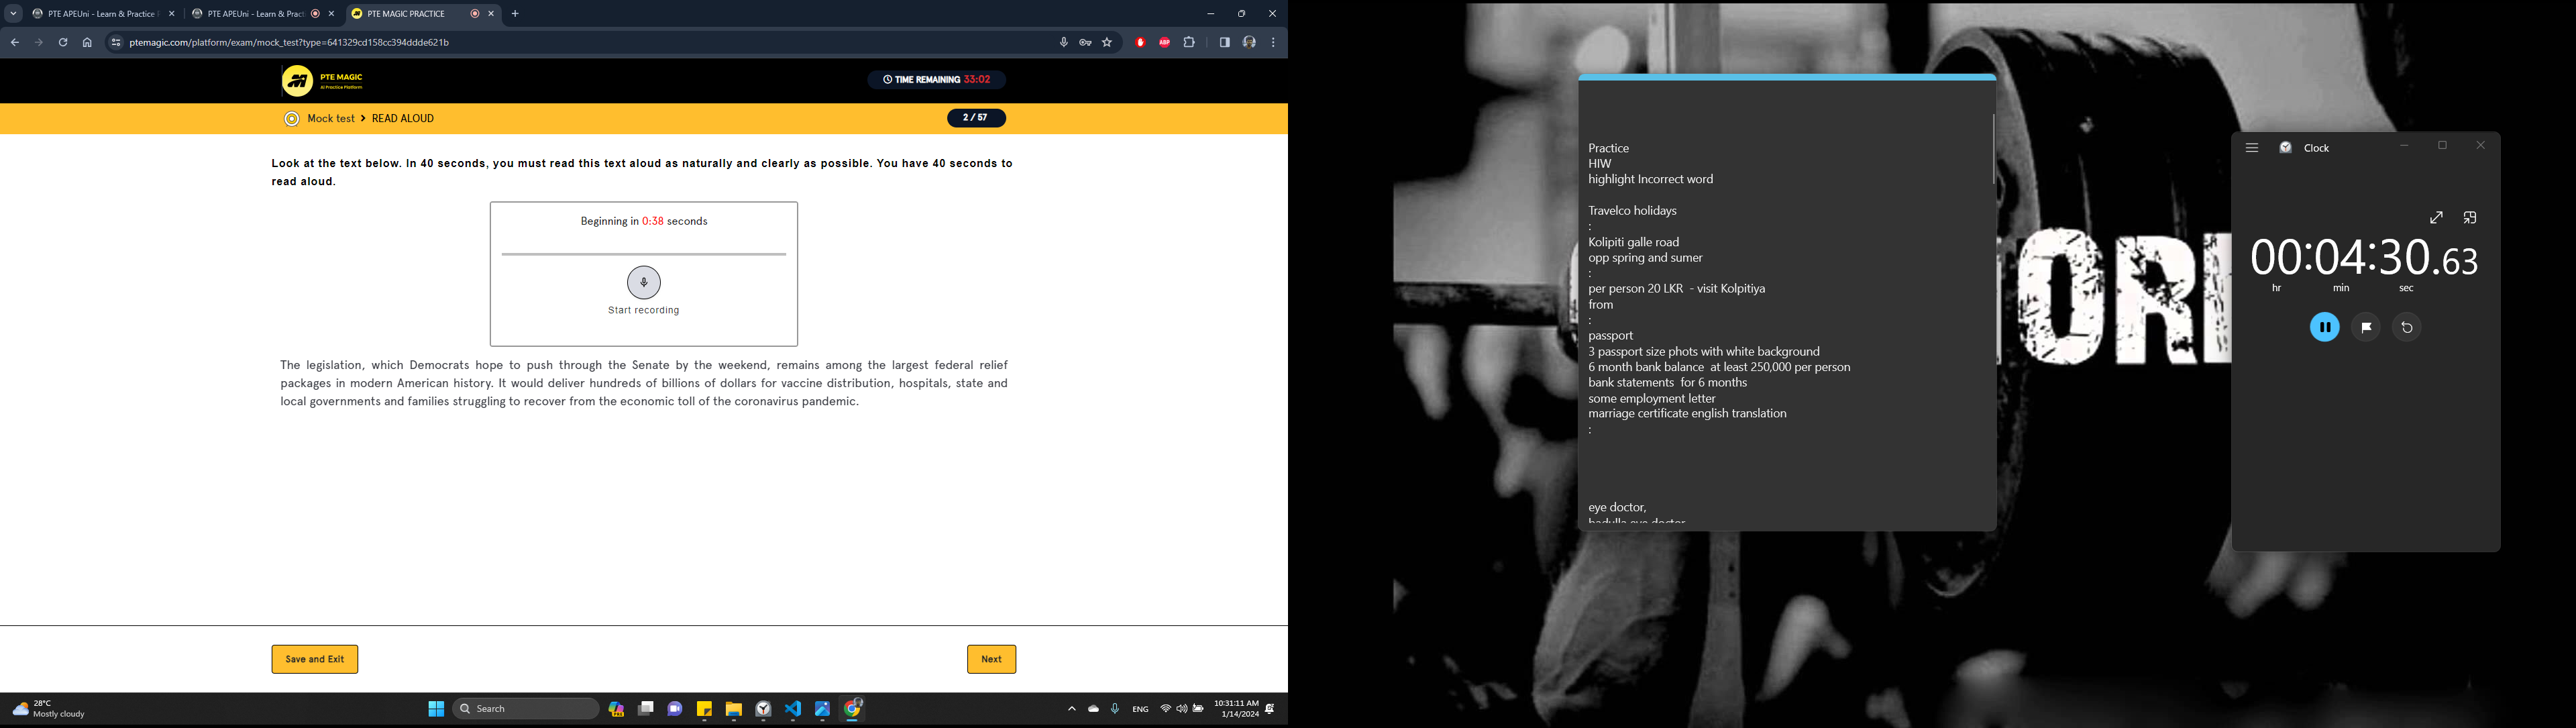 PTE APEUni - Learn & Practice
PTE APEUni - Learn & Practi
PTE MAGIC PRACTICE
ptemagic.com/platform/exam/mock_test?type=641329cd158cc394ddde621b
ABP
PTE MAGIC
AI Practice Platform
TIME REMAINING 33:02
Mock test > READ ALOUD
2 / 57
Look at the text below. In 40 seconds, you must read this text aloud as naturally and clearly as possible. You have 40 seconds to
read aloud.
Beginning in 0:38 seconds
Start recording
The legislation, which Democrats hope to push through the Senate by the weekend, remains among the largest federal relief
packages in modern American history. It would deliver hundreds of billions of dollars for vaccine distribution, hospitals, state and
local governments and families struggling to recover from the economic toll of the coronavirus pandemic.
Save and Exit
Next
28°C
Mostly cloudy
Search
ENG
10:31:11 AM
1/14/2024
Practice
HIW
highlight Incorrect word
Travelco holidays
:
Kolipiti galle road
opp spring and sumer
:
per person 20 LKR - visit Kolpitiya
from
:
passport
3 passport size phots with white background
6 month bank balance at least 250,000 per person
bank statements for 6 months
some employment letter
marriage certificate english translation
:
eye doctor,
badulla eye doctor
Clock
00:04:30.63
hr
min
sec